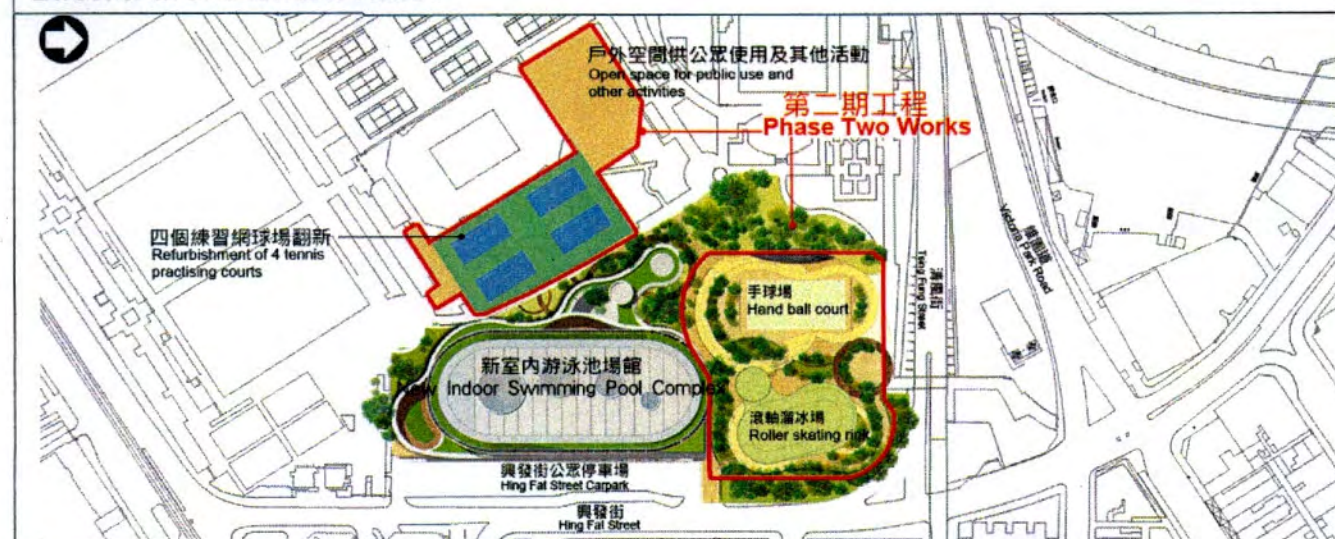 戶外空間供公眾使用及其他活動
Open space for public use and
other activities
第二期工程
Phase Two Works
四個練習網球場翻新
Refurbishment of 4 tennis
practising courts
手球場
Hand ball court
清風街
Tsing Fung Street
維園道
Victoria Park Road
新室內游泳池場館
New Indoor Swimming Pool Complex
滾軸溜冰場
Roller skating rink
興發街公眾停車場
Hing Fat Street Carpark
興發街
Hing Fat Street